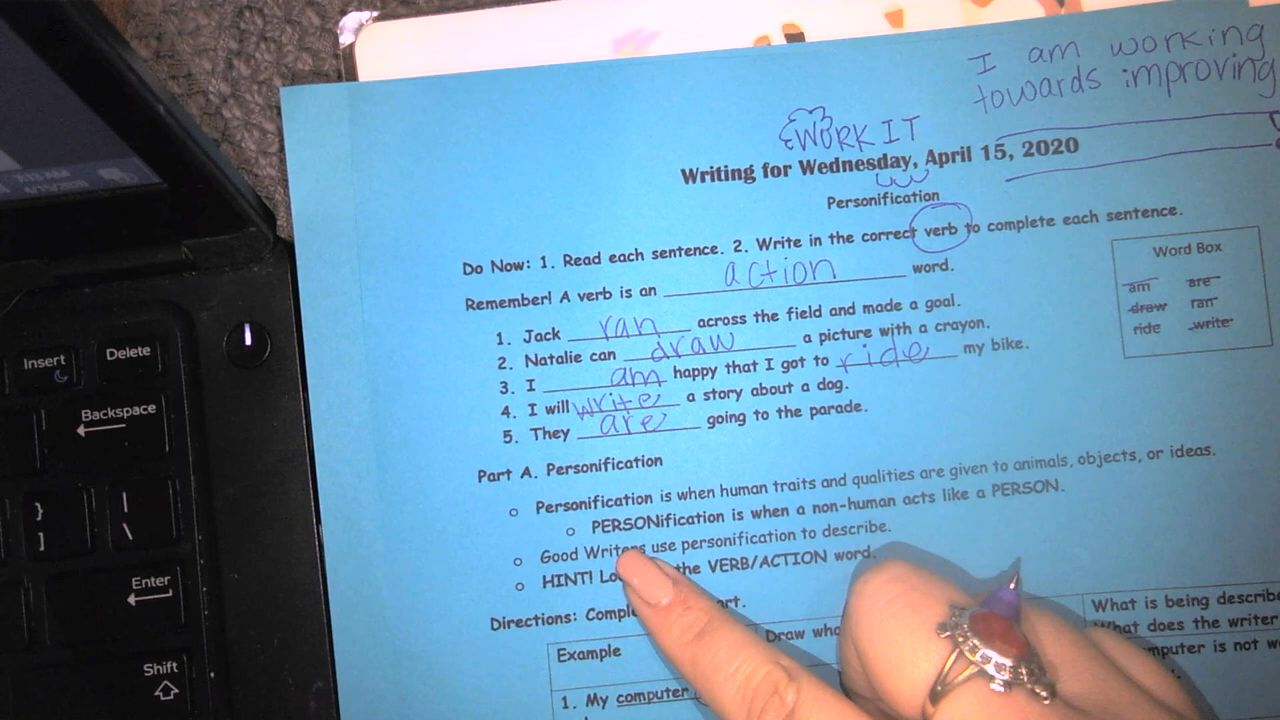 I am working
towards improving
WORK IT
Writing for Wednesday, April 15, 2020
Personification
Do Now: 1. Read each sentence. 2. Write in the correct verb to complete each sentence.
Remember! A verb is an action word.
Word Box
am are
draw ran
ride write
1. Jack ran across the field and made a goal.
2. Natalie can draw a picture with a crayon.
3. I am happy that I got to ride my bike.
4. I will write a story about a dog.
5. They are going to the parade.
Part A. Personification
o Personification is when human traits and qualities are given to animals, objects, or ideas.
o PERSONification is when a non-human acts like a PERSON.
o Good Writers use personification to describe.
o HINT! the VERB/ACTION word.
Directions:
Example
Draw
What is being
What does the writer
1. My computer
is not
Insert
Delete
Backspace
}
]
|
\
Enter
Shift